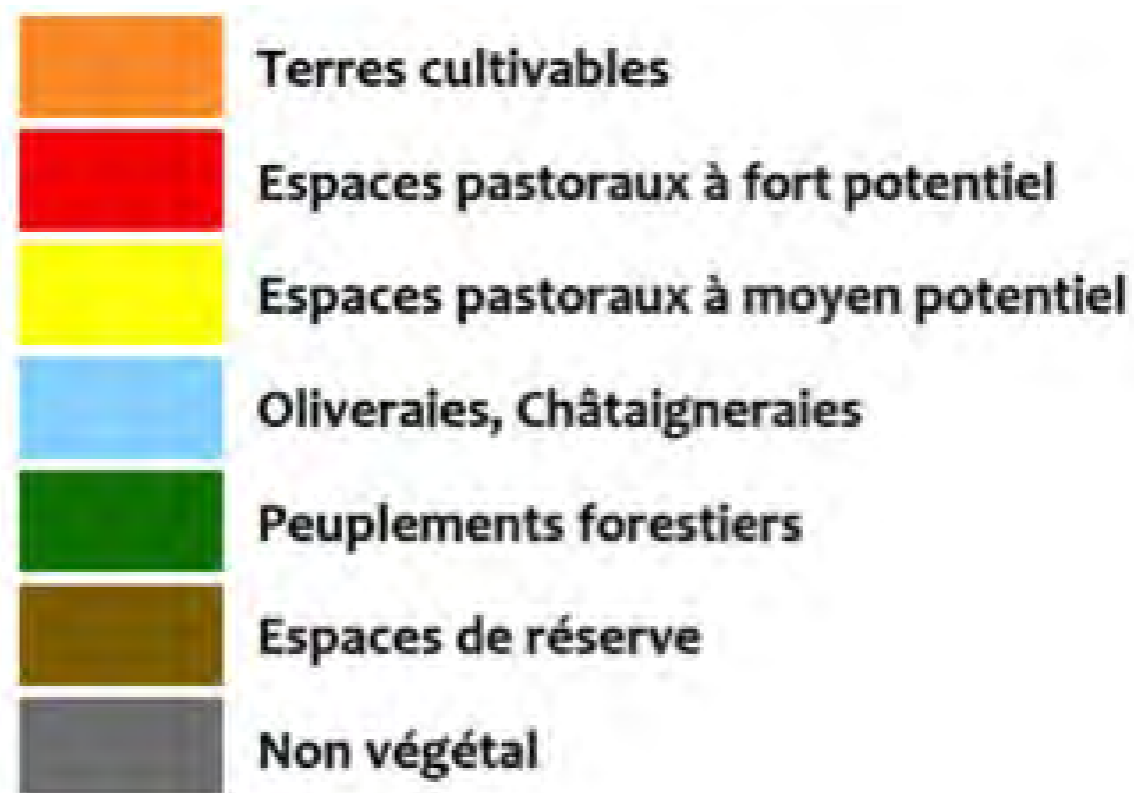 Terres cultivables
Espaces pastoraux à fort potentiel
Espaces pastoraux à moyen potentiel
Oliveraies, Châtaigneraies
Peuplements forestiers
Espaces de réserve
Non végétal